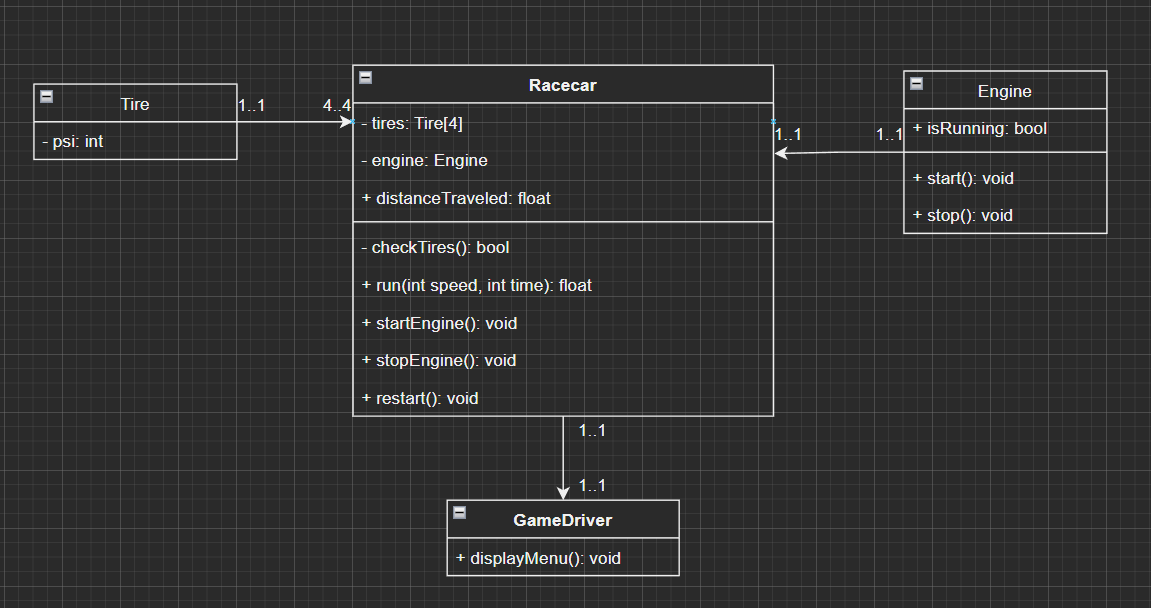 Tire
- psi: int
1..1
4..4
Racecar
- tires: Tire[4]
- engine: Engine
+ distanceTraveled: float
- checkTires(): bool
+ run(int speed, int time): float
+ startEngine(): void
+ stopEngine(): void
+ restart(): void
1..1
1..1
Engine
+ isRunning: bool
+ start(): void
+ stop(): void
1..1
1..1
GameDriver
+ displayMenu(): void